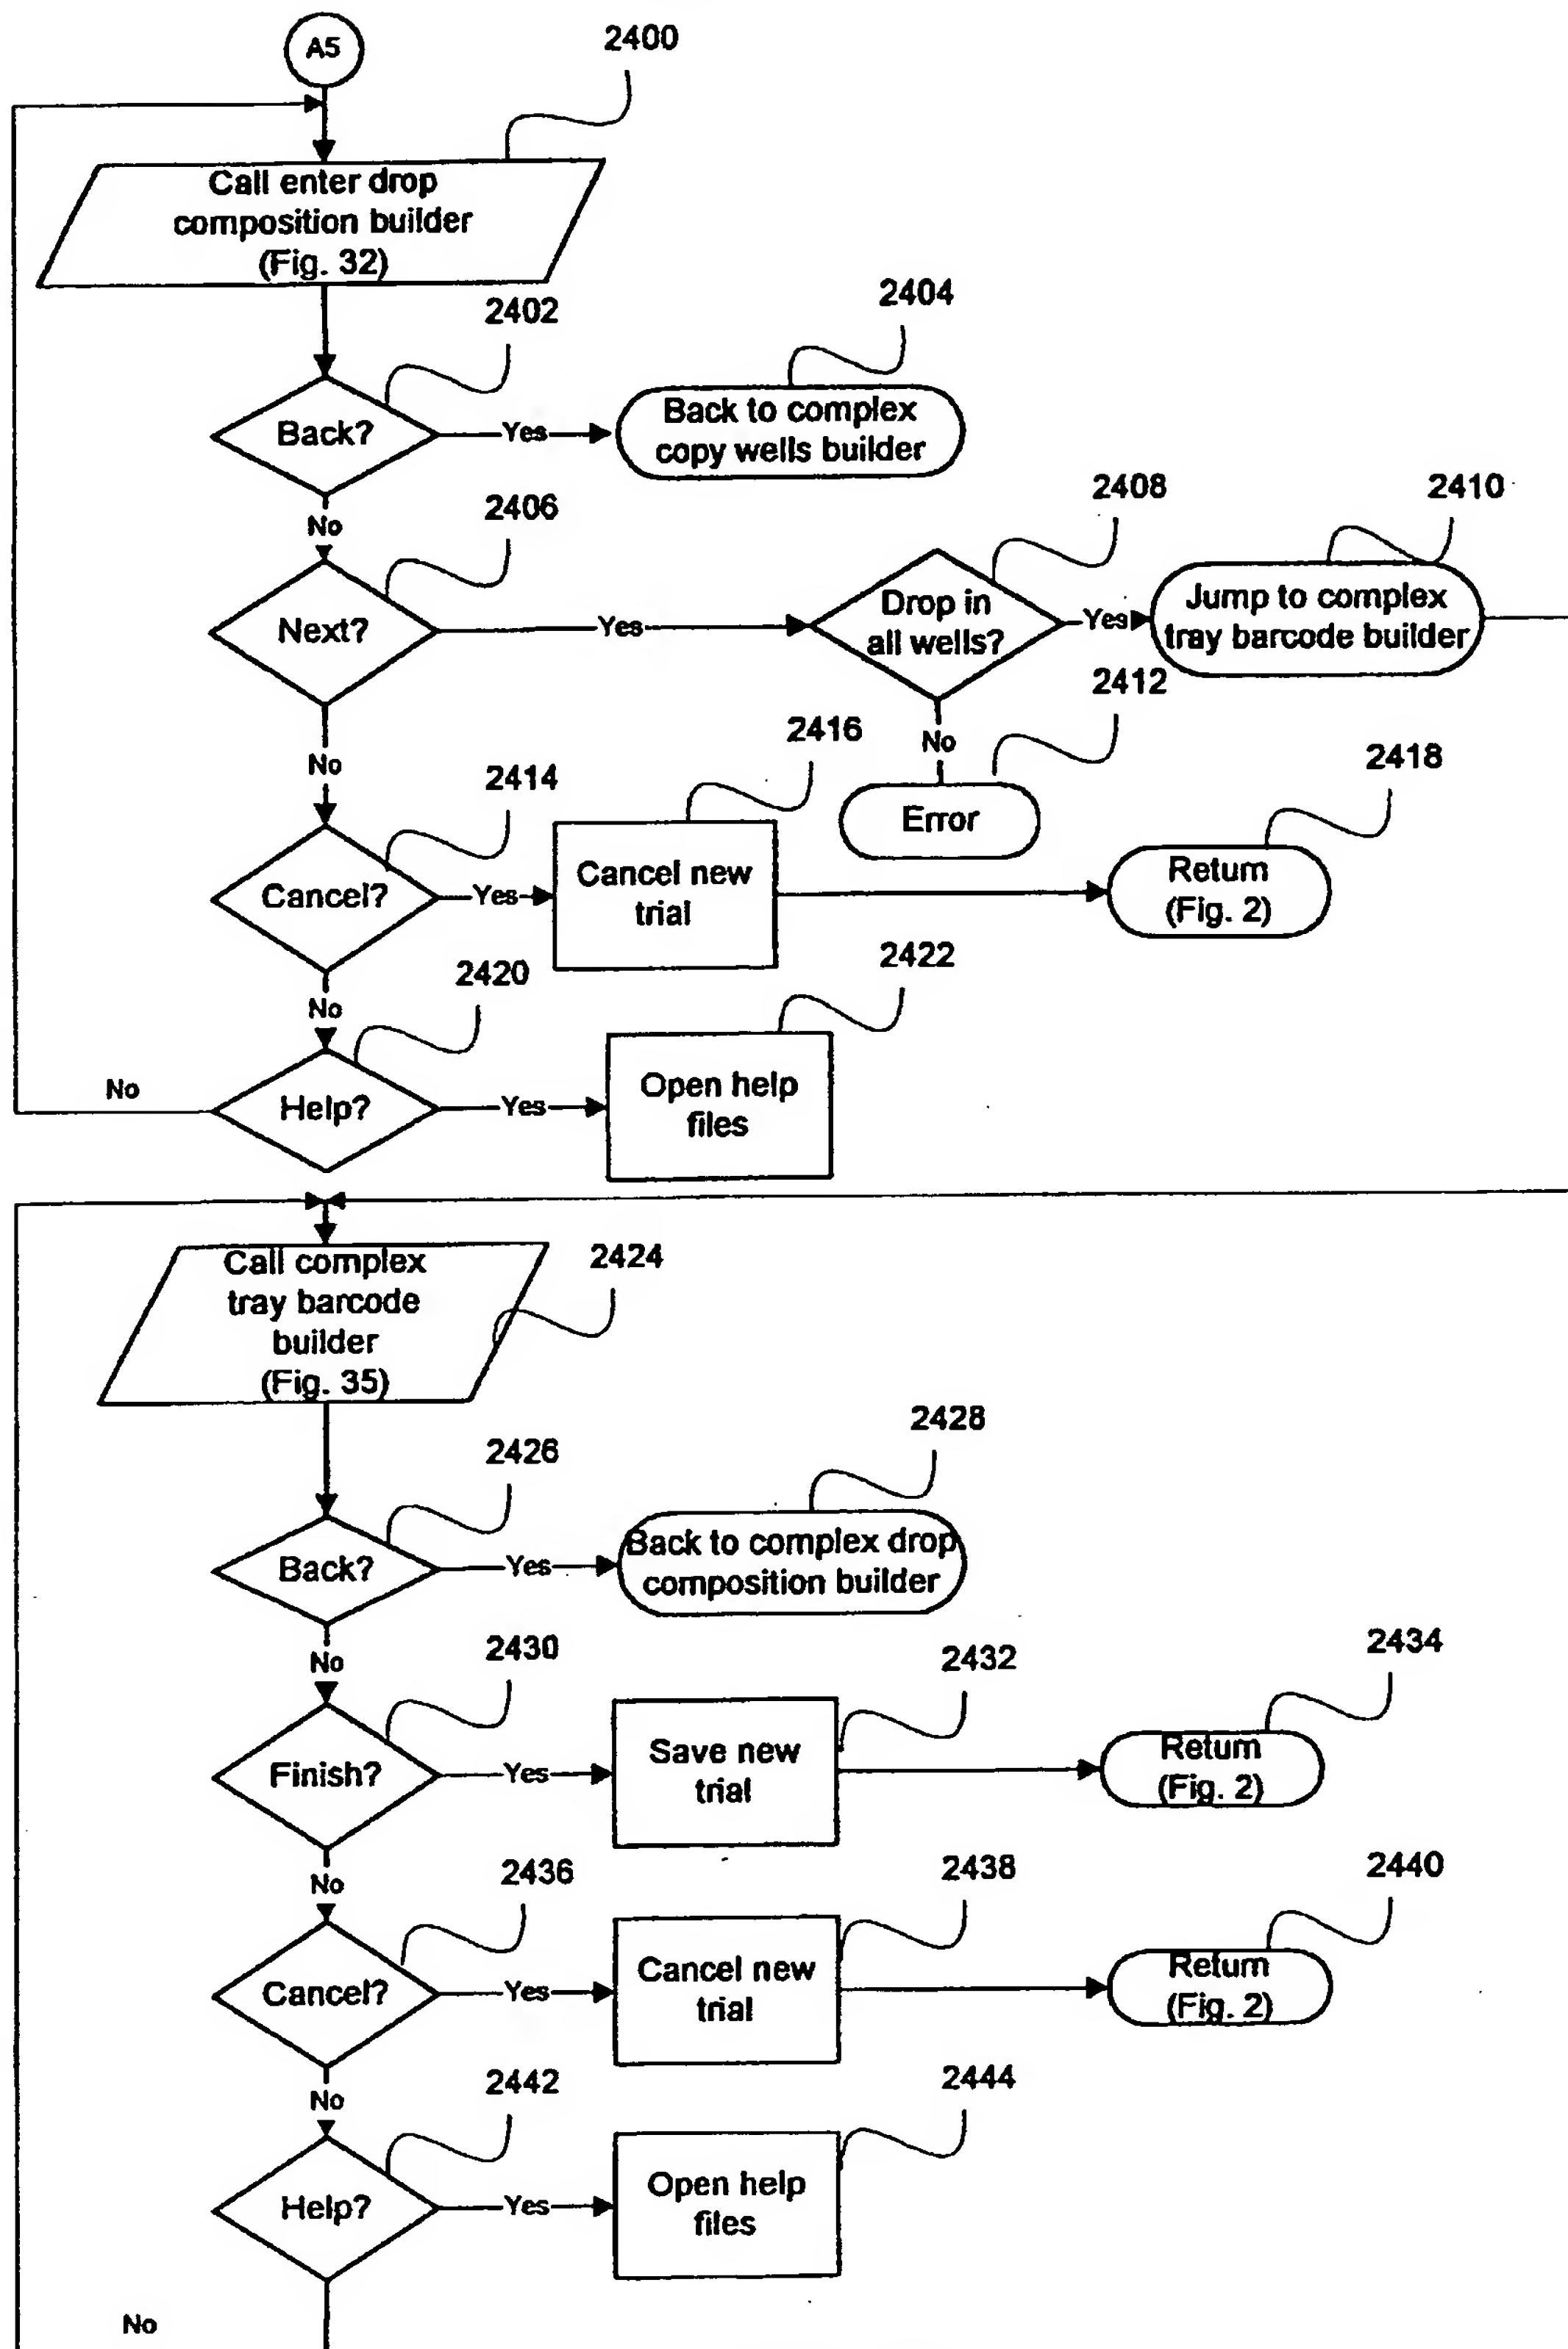 A5
2400
Call enter drop
composition builder
(Fig. 32)
2402
2404
Back?
Yes
Back to complex
copy wells builder
No
2406
2408
2410
Next?
Yes
Drop in
all wells?
Yes
Jump to complex
tray barcode builder
2412
No
No
Error
2414
2416
2418
Cancel?
Yes
Cancel new
trial
Return
(Fig. 2)
No
2420
2422
No
Help?
Yes
Open help
files
Call complex
tray barcode
builder
(Fig. 35)
2424
2426
2428
Back?
Yes
Back to complex drop
composition builder
No
2430
2432
2434
Finish?
Yes
Save new
trial
Return
(Fig. 2)
No
2436
2438
2440
Cancel?
Yes
Cancel new
trial
Return
(Fig. 2)
No
2442
2444
Help?
Yes
Open help
files
No